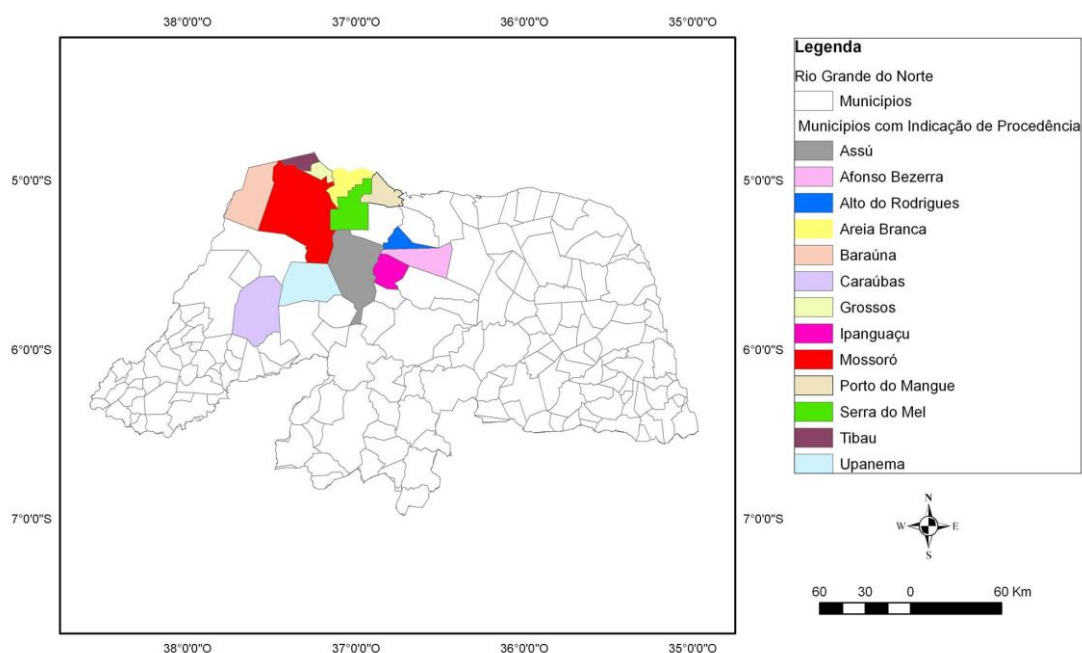 38°0'0"O 37°0'0"O 36°0'0"O 35°0'0"O
5°0'0"S 5°0'0"S
6°0'0"S 6°0'0"S
7°0'0"S 7°0'0"S
38°0'0"O 37°0'0"O 36°0'0"O 35°0'0"O
Legenda
Rio Grande do Norte
Municípios
Municípios com Indicação de Procedência
Assú
Afonso Bezerra
Alto do Rodrigues
Areia Branca
Baraúna
Caraúbas
Grossos
Ipanguaçu
Mossoró
Porto do Mangue
Serra do Mel
Tibau
Upanema
N
W E
S
60 30 0 60 Km